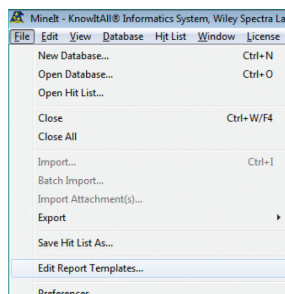 MineIt - KnowItAll® Informatics System, Wiley Spectra La
File Edit View Database Hit List Window License
New Database... Ctrl+N
Open Database... Ctrl+O
Open Hit List...
Close Ctrl+W/F4
Close All
Import... Ctrl+I
Batch Import...
Import Attachment(s)...
Export
Save Hit List As...
Edit Report Templates...
Preferences